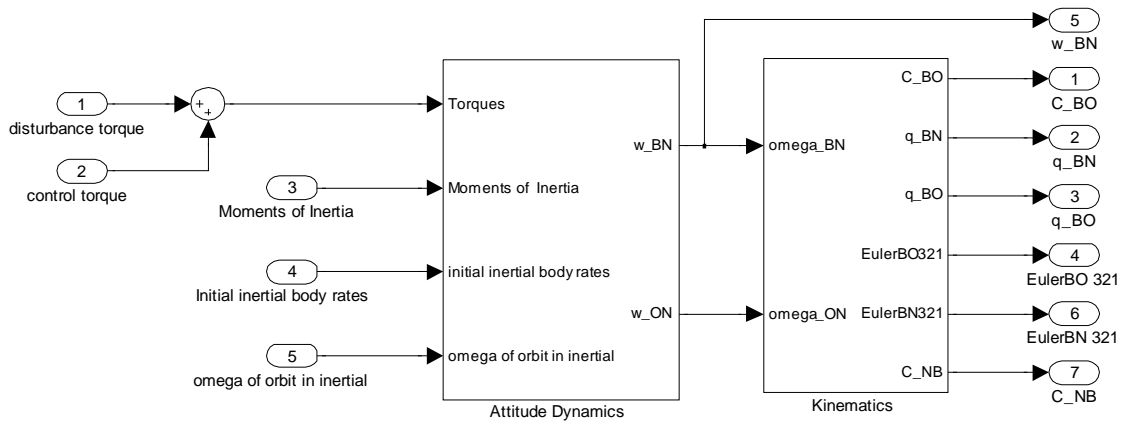 1
disturbance torque
2
control torque
+
+
3
Moments of Inertia
4
Initial inertial body rates
5
omega of orbit in inertial
Torques
Moments of Inertia
initial inertial body rates
omega of orbit in inertial
w_BN
w_ON
Attitude Dynamics
omega_BN
omega_ON
C_BO
q_BN
q_BO
EulerBO321
EulerBN321
C_NB
Kinematics
5
w_BN
1
C_BO
2
q_BN
3
q_BO
4
EulerBO 321
6
EulerBN 321
7
C_NB